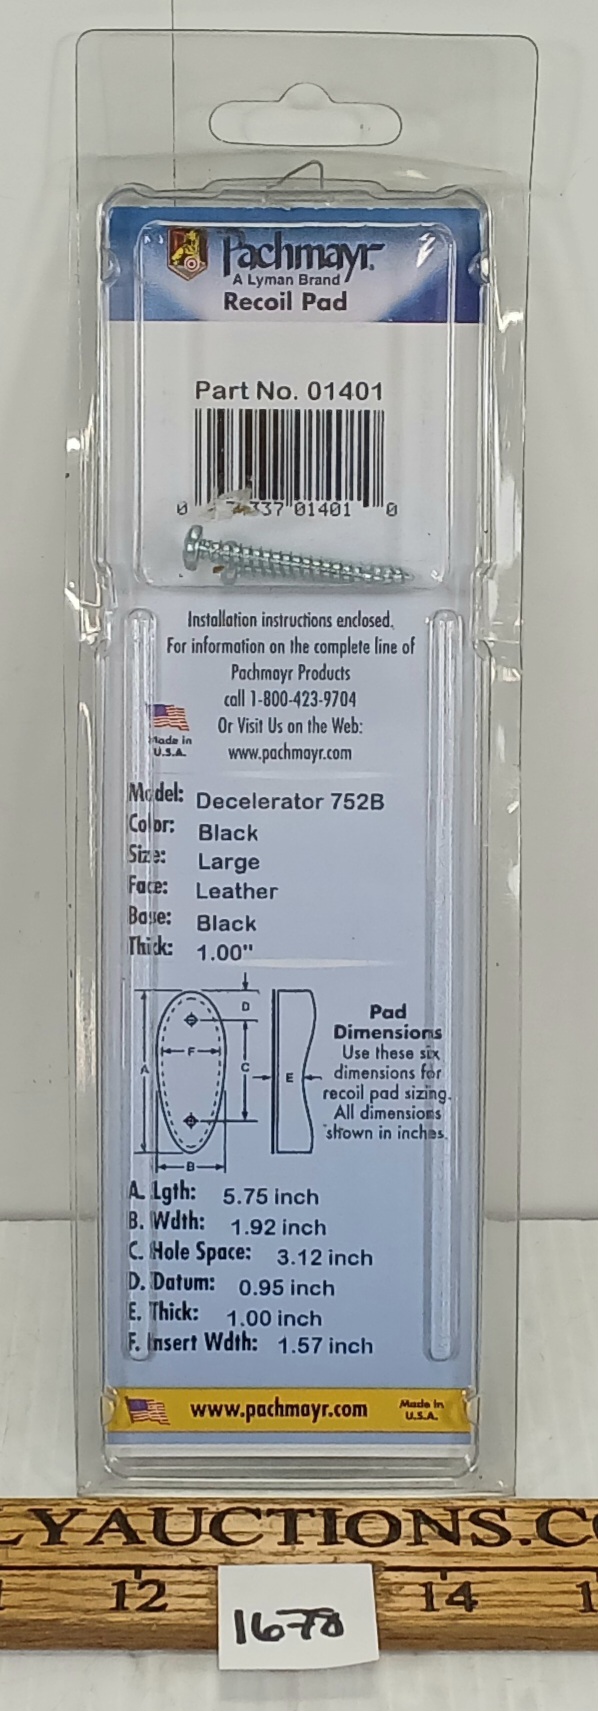 Pachmayr
A Lyman Brand
Recoil Pad
Part No. 01401
0 337 01401 0
Installation instructions enclosed.
For information on the complete line of
Pachmayr Products
call 1-800-423-9704
Or Visit Us on the Web:
www.pachmayr.com
Made in
U.S.A.
Model: Decelerator 752B
Color: Black
Size: Large
Face: Leather
Base: Black
Thick: 1.00"
Pad
Dimensions
Use these six
dimensions for
recoil pad sizing.
All dimensions
shown in inches.
A
B
C
D
E
F
A. Lgth: 5.75 inch
B. Wdth: 1.92 inch
C. Hole Space: 3.12 inch
D. Datum: 0.95 inch
E. Thick: 1.00 inch
F. Insert Wdth: 1.57 inch
www.pachmayr.com
Made in
U.S.A.
LYAUCTIONS.C
12 14
1678